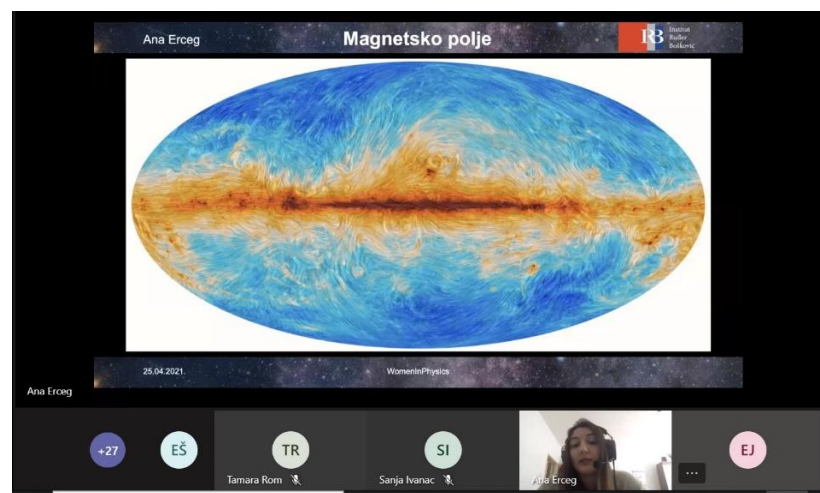 Ana Erceg
Magnetsko polje
IRB
Institut
Ruđer
Bošković
25.04.2021.
WomenInPhysics
Ana Erceg
+27
EŠ
TR
Tamara Rom
SI
Sanja Ivanac
Ana Erceg
...
EJ